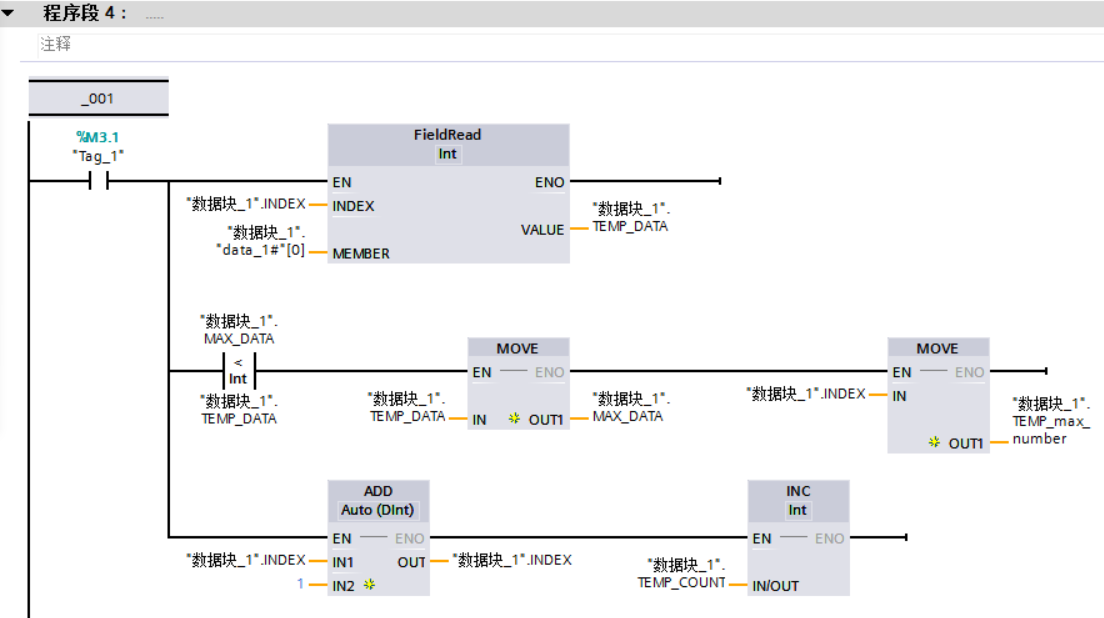 程序段 4： .....
注释
_001
%M3.1
"Tag_1"
FieldRead
Int
EN
ENO
"数据块_1".INDEX
INDEX
"数据块_1".
"data_1#"[0]
MEMBER
VALUE
"数据块_1".
TEMP_DATA
"数据块_1".
MAX_DATA
<
Int
"数据块_1".
TEMP_DATA
MOVE
EN
ENO
"数据块_1".
TEMP_DATA
IN
OUT1
"数据块_1".
MAX_DATA
MOVE
EN
ENO
"数据块_1".INDEX
IN
OUT1
"数据块_1".
TEMP_max_
number
ADD
Auto (DInt)
EN
ENO
"数据块_1".INDEX
IN1
OUT
"数据块_1".INDEX
1
IN2
INC
Int
EN
ENO
"数据块_1".
TEMP_COUNT
IN/OUT